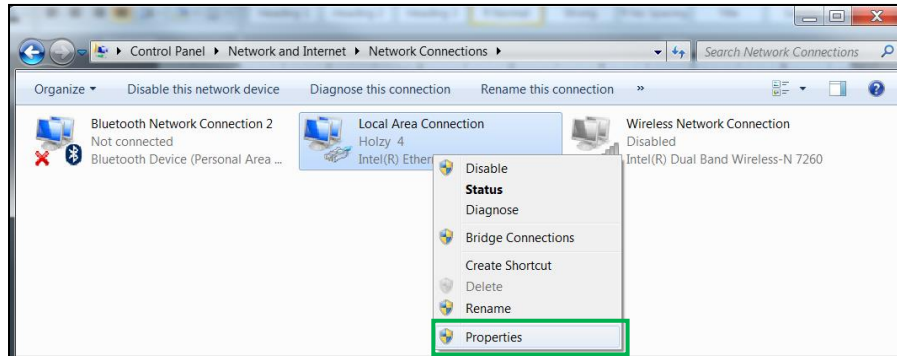 Control Panel ▸ Network and Internet ▸ Network Connections ▸
Search Network Connections
Organize ▾ Disable this network device Diagnose this connection Rename this connection »
Bluetooth Network Connection 2
Not connected
Bluetooth Device (Personal Area ...
Local Area Connection
Holzy 4
Intel(R)
Wireless Network Connection
Disabled
Intel(R) Dual Band Wireless-N 7260
Disable
Status
Diagnose
Bridge Connections
Create Shortcut
Delete
Rename
Properties